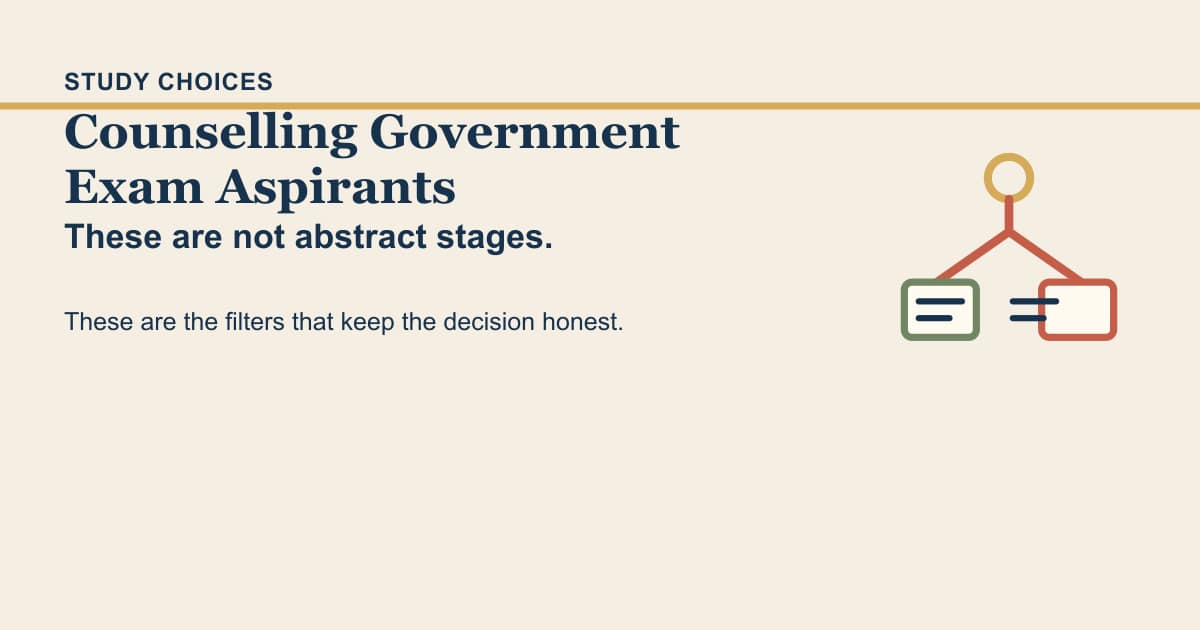 STUDY CHOICES
Counselling Government
Exam Aspirants
These are not abstract stages.
These are the filters that keep the decision honest.